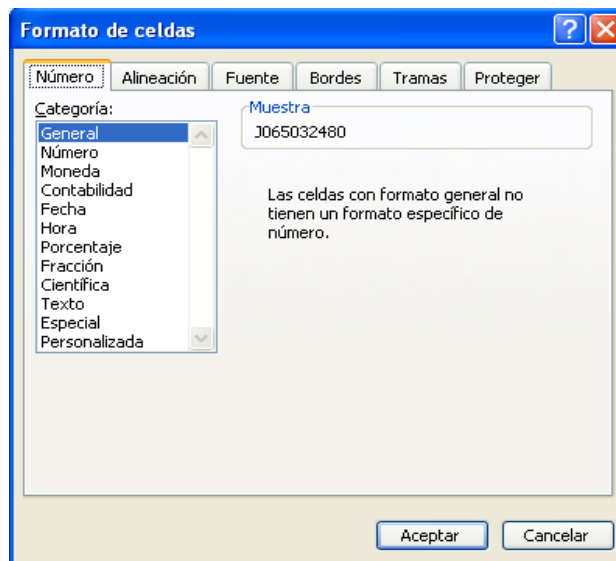 Formato de celdas
Número Alineación Fuente Bordes Tramas Proteger
Categoría:
General
Número
Moneda
Contabilidad
Fecha
Hora
Porcentaje
Fracción
Científica
Texto
Especial
Personalizada
Muestra
J065032480
Las celdas con formato general no
tienen un formato específico de
número.
Aceptar Cancelar